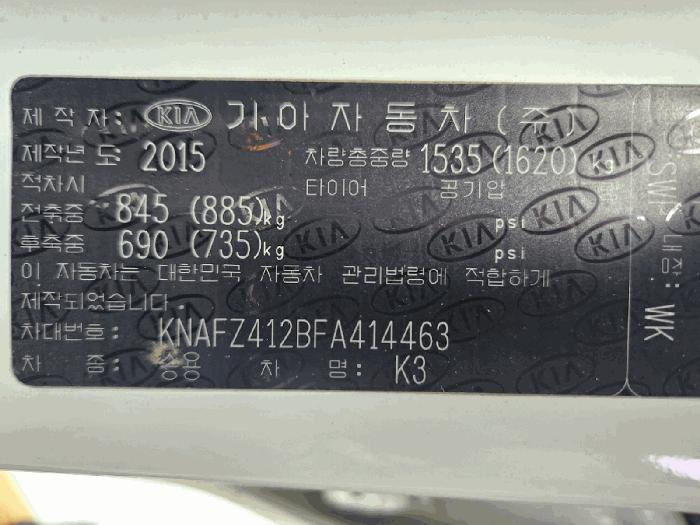 제 작 자: KIA 기아자동차 (주)
제작년도 2015 차량총중량 1535 (1620)kg
적차시 타이어 공기압
전축중 845 (885)kg psi
후축중 690 (735)kg psi
이 자동차는 대한민국 자동차 관리법령에 적합하게
제작되었습니다.
차대번호: KNAFZ412BFA414463
차 종: 승용 차 명: K3
SWP
내장: WK